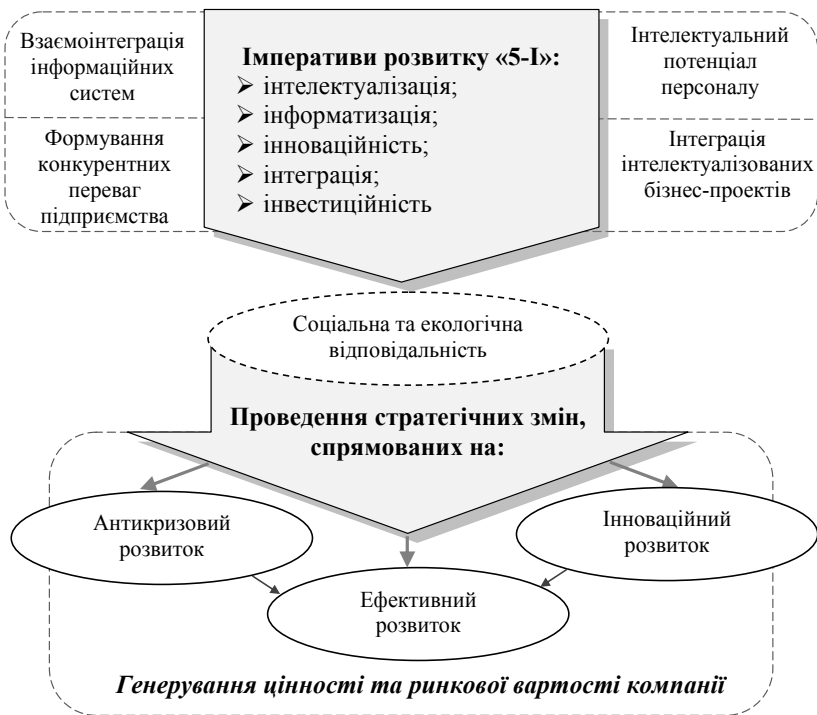 Взаємоінтеграція
інформаційних
систем
Формування
конкурентних
переваг
підприємства
Імперативи розвитку «5-І»:
➢ інтелектуалізація;
➢ інформатизація;
➢ інноваційність;
➢ інтеграція;
➢ інвестиційність
Інтелектуальний
потенціал
персоналу
Інтеграція
інтелектуалізованих
бізнес-проектів
Соціальна та екологічна
відповідальність
Проведення стратегічних змін,
спрямованих на:
Антикризовий
розвиток
Інноваційний
розвиток
Ефективний
розвиток
Генерування цінності та ринкової вартості компанії